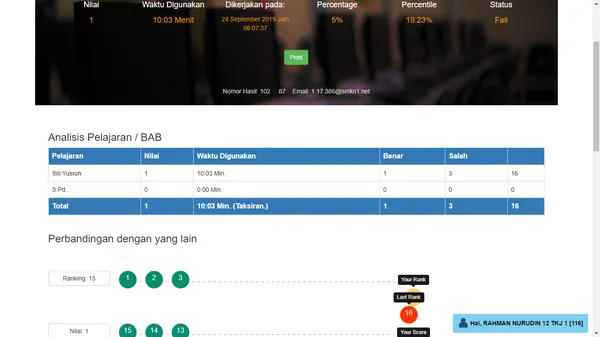 Nilai Waktu Digunakan Dikerjakan pada: Percentage Percentile Status
1 10:03 Menit 24 September 2019 Jam 08:07:37 5% 19.23% Fail
Print
Nomor Hasil: 102 87 Email: 1.17.386@smkn1.net
Analisis Pelajaran / BAB
Pelajaran Nilai Waktu Digunakan Benar Salah
Siti Yusroh 1 10:03 Min. 1 3 16
S.Pd. 0 0:00 Min. 0 0 0
Total 1 10:03 Min. (Taksiran.) 1 3 16
Perbandingan dengan yang lain
Your Rank
Ranking: 15 1 2 3
Last Rank
16
Hai, RAHMAN NURUDIN 12 TKJ 1 [116]
Nilai: 1 15 14 13 Your Score